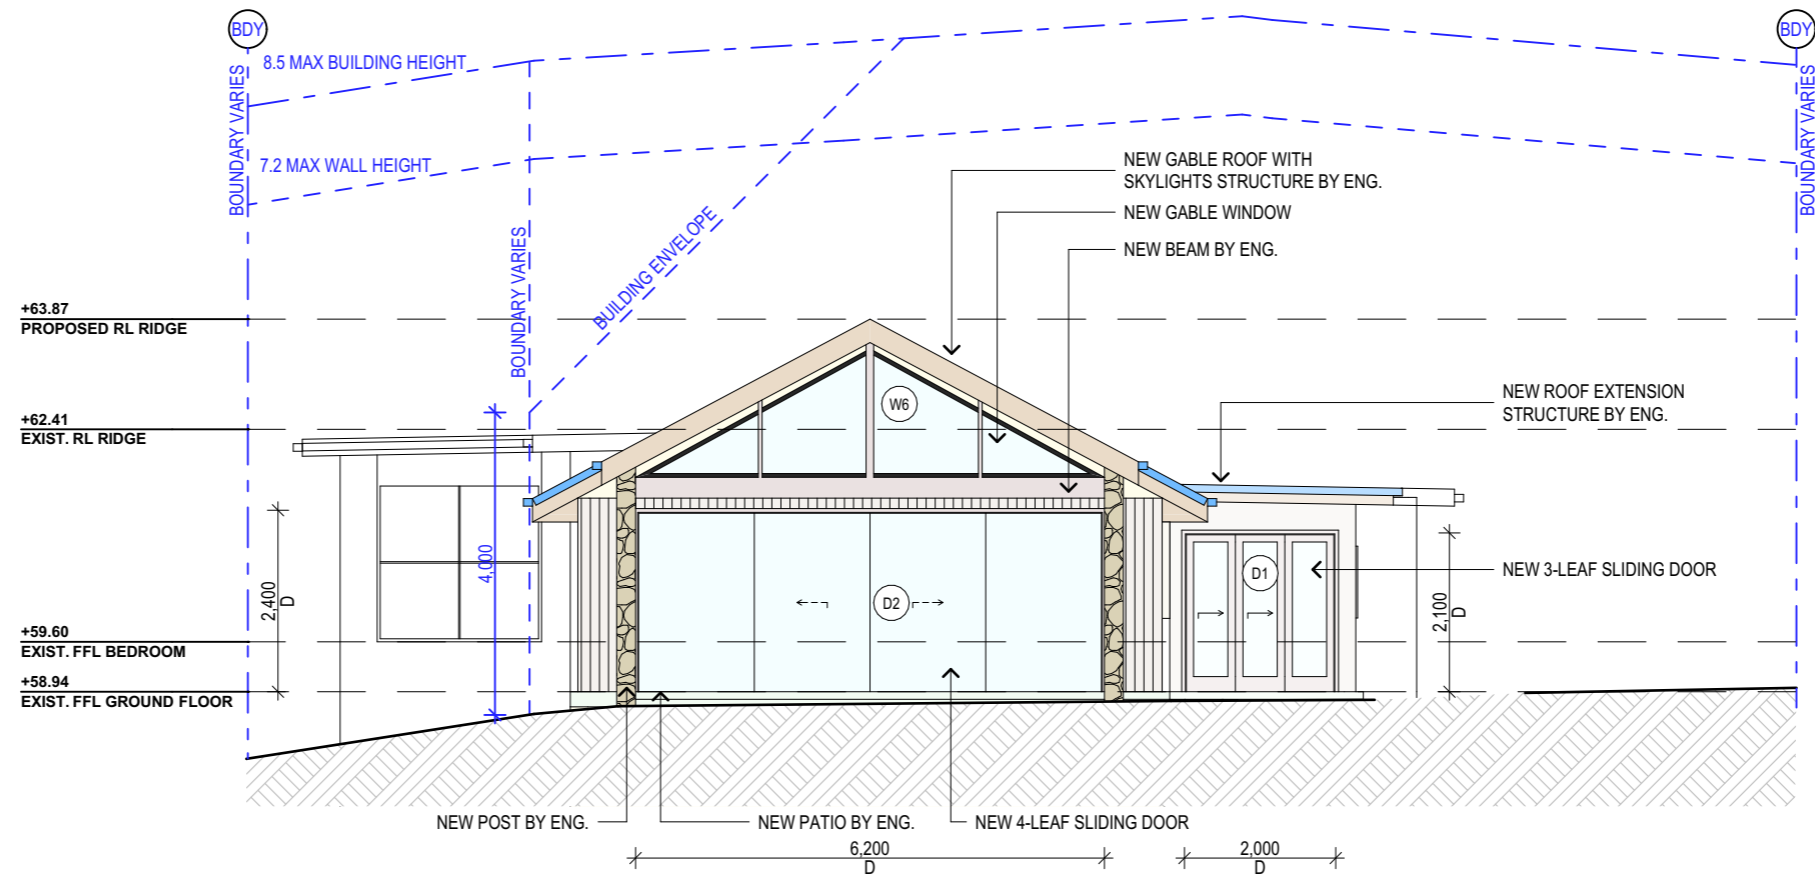 BDY
BDY
8.5 MAX BUILDING HEIGHT
BOUNDARY VARIES
BOUNDARY VARIES
7.2 MAX WALL HEIGHT
NEW GABLE ROOF WITH
SKYLIGHTS STRUCTURE BY ENG.
NEW GABLE WINDOW
BUILDING ENVELOPE
BOUNDARY VARIES
NEW BEAM BY ENG.
+63.87
PROPOSED RL RIDGE
W6
NEW ROOF EXTENSION
STRUCTURE BY ENG.
+62.41
EXIST. RL RIDGE
4,000
2,400
D
D2
D1
NEW 3-LEAF SLIDING DOOR
2,100
D
+59.60
EXIST. FFL BEDROOM
+58.94
EXIST. FFL GROUND FLOOR
NEW POST BY ENG.
NEW PATIO BY ENG.
NEW 4-LEAF SLIDING DOOR
6,200
D
2,000
D